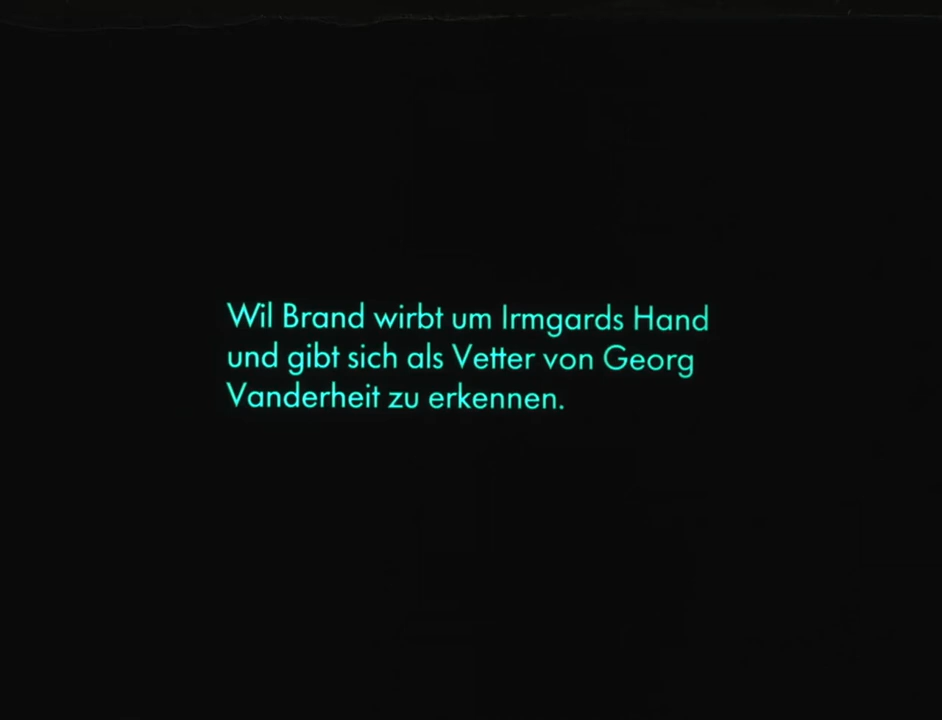 Wil Brand wirbt um Irmgards Hand
und gibt sich als Vetter von Georg
Vanderheit zu erkennen.